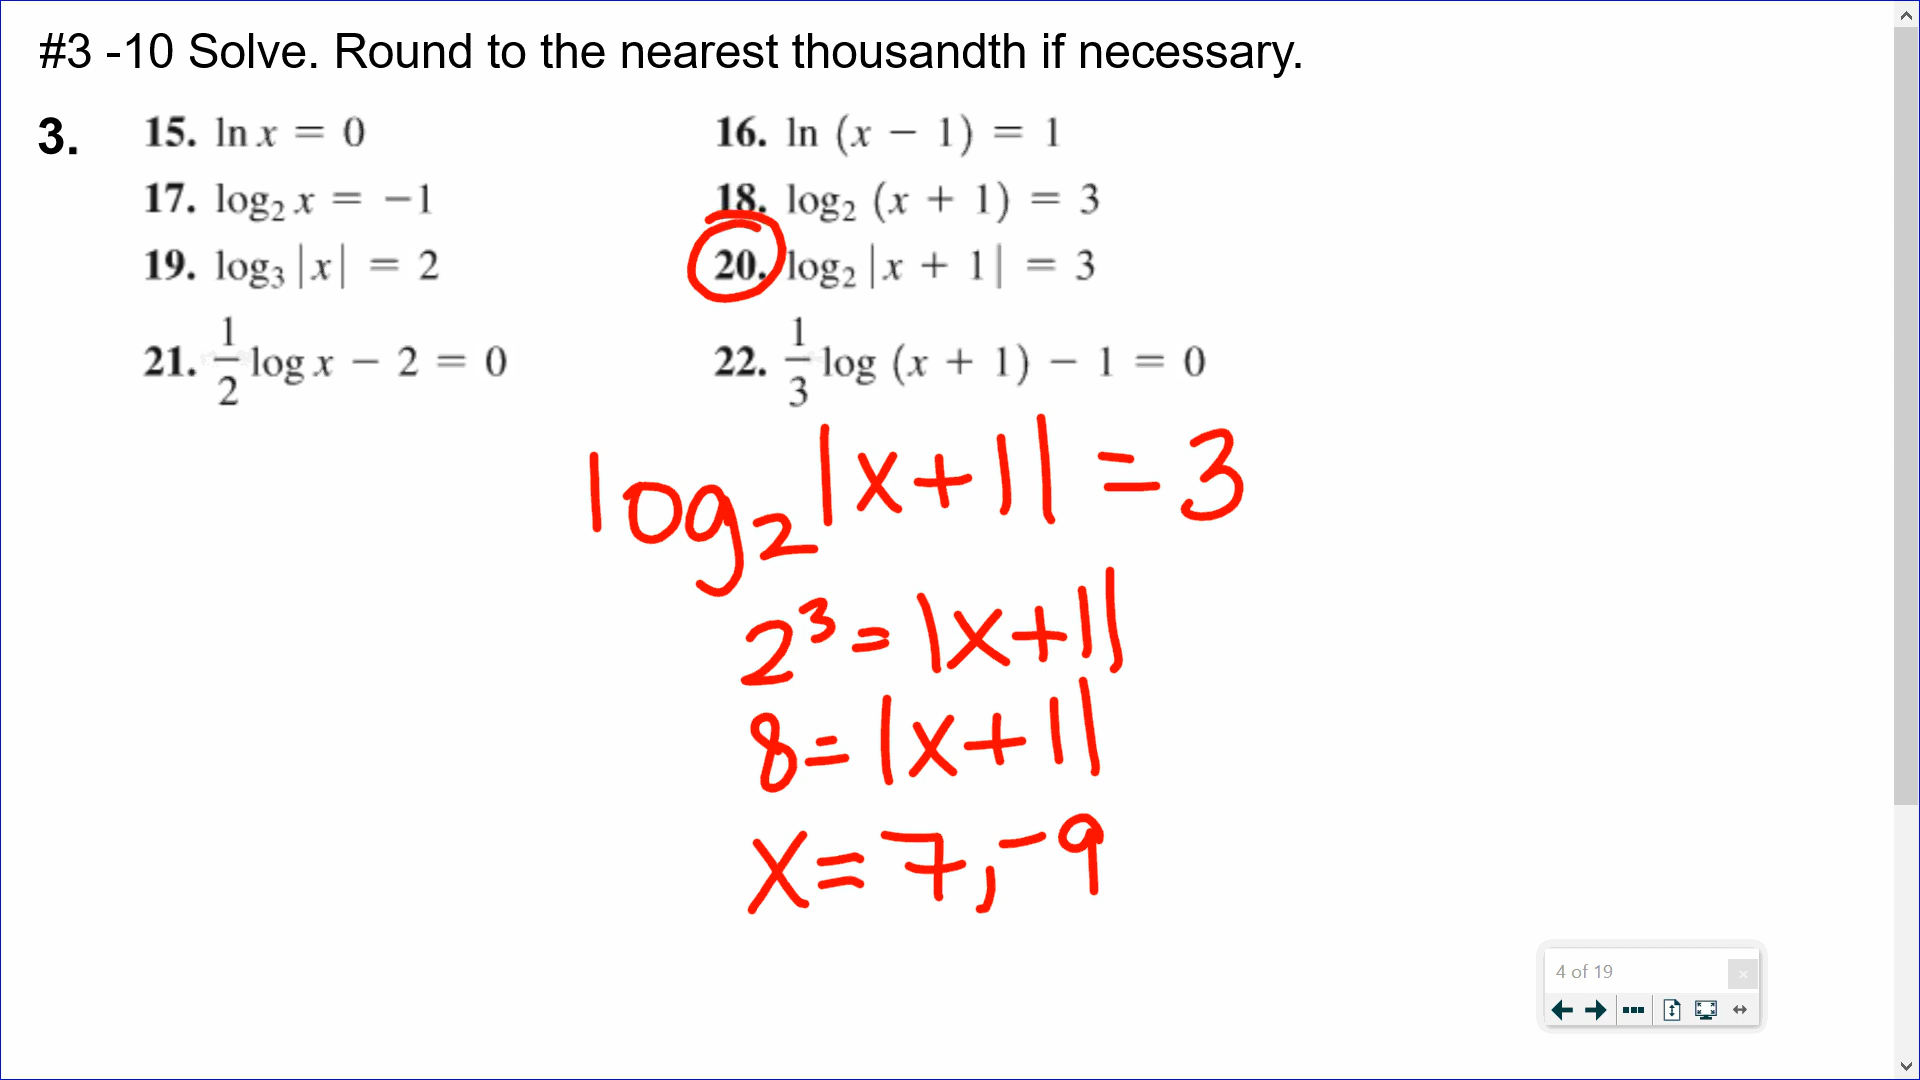 #3 -10 Solve. Round to the nearest thousandth if necessary.
3.
15. ln x = 0
16. ln (x − 1) = 1
17. log₂ x = −1
18. log₂ (x + 1) = 3
19. log₃ |x| = 2
20. log₂ |x + 1| = 3
21. 1/2 log x − 2 = 0
22. 1/3 log (x + 1) − 1 = 0
log₂ |x+1| = 3
2³ = |x+1|
8 = |x+1|
x = 7, -9
4 of 19